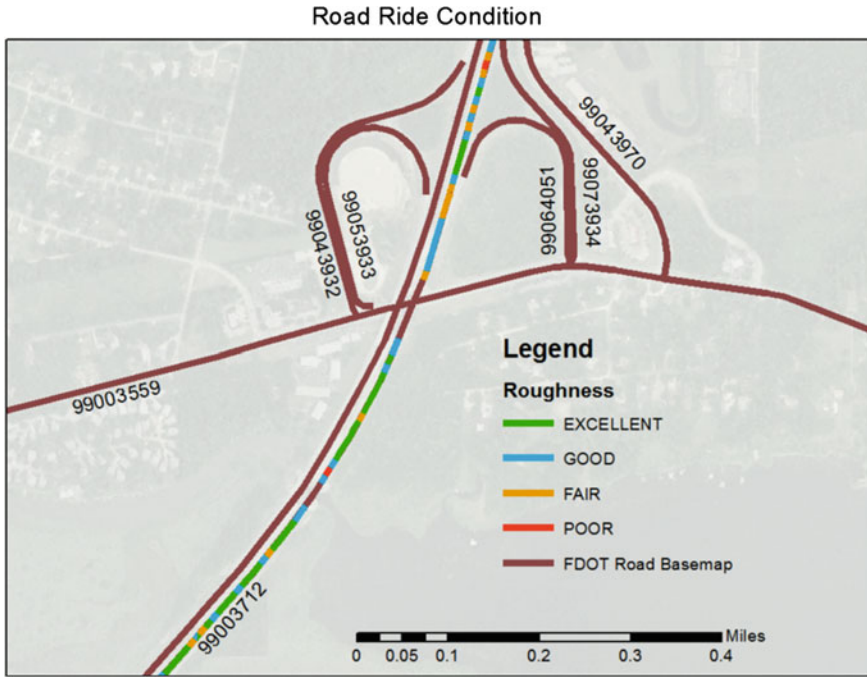 Road Ride Condition
99043970
99073934
99064051
99053933
99043932
99003559
99003712
Legend
Roughness
EXCELLENT
GOOD
FAIR
POOR
FDOT Road Basemap
Miles
0 0.05 0.1 0.2 0.3 0.4